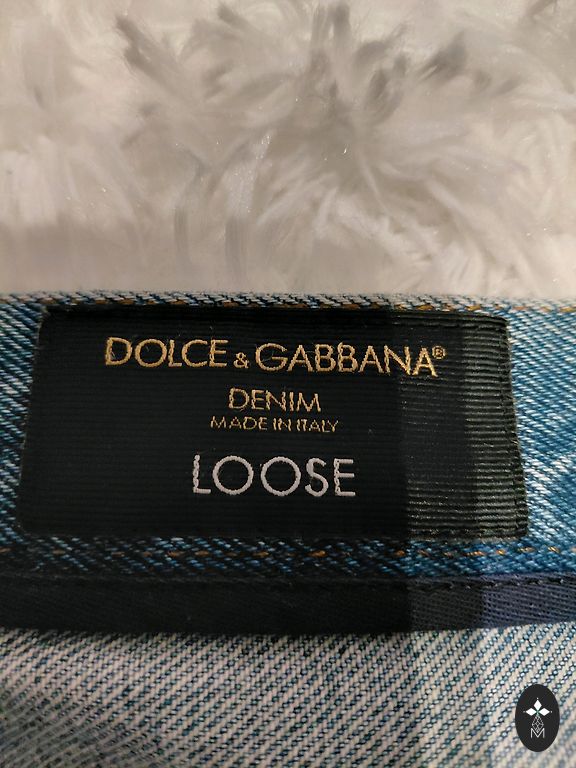 DOLCE & GABBANA®
DENIM
MADE IN ITALY
LOOSE
M